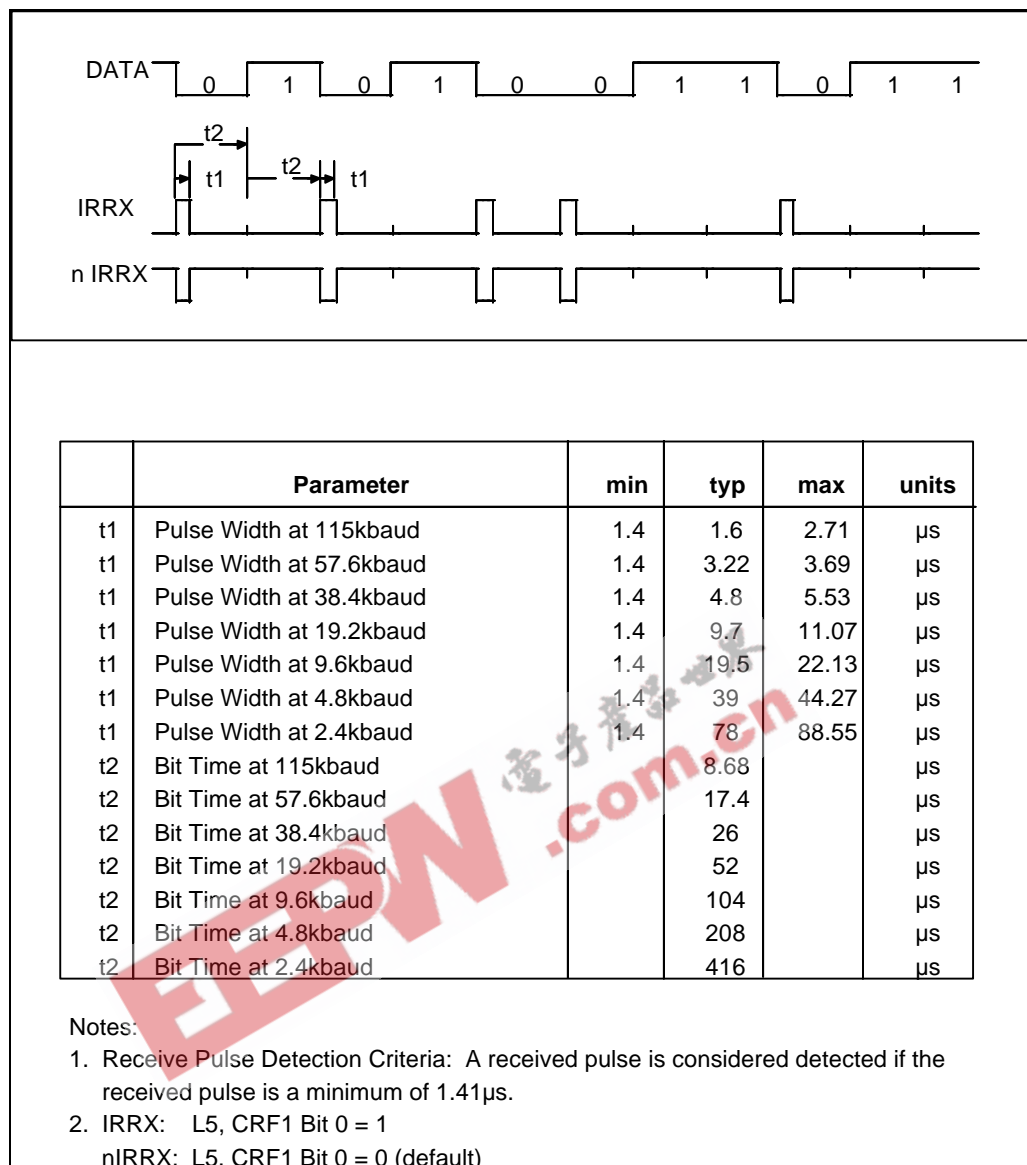 DATA 0 1 0 1 0 0 1 1 0 1 1
t2
t1 t2 t1
IRRX
n IRRX
Parameter min typ max units
t1 Pulse Width at 115kbaud 1.4 1.6 2.71 µs
t1 Pulse Width at 57.6kbaud 1.4 3.22 3.69 µs
t1 Pulse Width at 38.4kbaud 1.4 4.8 5.53 µs
t1 Pulse Width at 19.2kbaud 1.4 9.7 11.07 µs
t1 Pulse Width at 9.6kbaud 1.4 19.5 22.13 µs
t1 Pulse Width at 4.8kbaud 1.4 39 44.27 µs
t1 Pulse Width at 2.4kbaud 1.4 78 88.55 µs
t2 Bit Time at 115kbaud 8.68 µs
t2 Bit Time at 57.6kbaud 17.4 µs
t2 Bit Time at 38.4kbaud 26 µs
t2 Bit Time at 19.2kbaud 52 µs
t2 Bit Time at 9.6kbaud 104 µs
t2 Bit Time at 4.8kbaud 208 µs
t2 Bit Time at 2.4kbaud 416 µs
EEPW .com.cn
電子產品世界
Notes:
1. Receive Pulse Detection Criteria: A received pulse is considered detected if the
received pulse is a minimum of 1.41µs.
2. IRRX: L5, CRF1 Bit 0 = 1
nIRRX: L5, CRF1 Bit 0 = 0 (default)